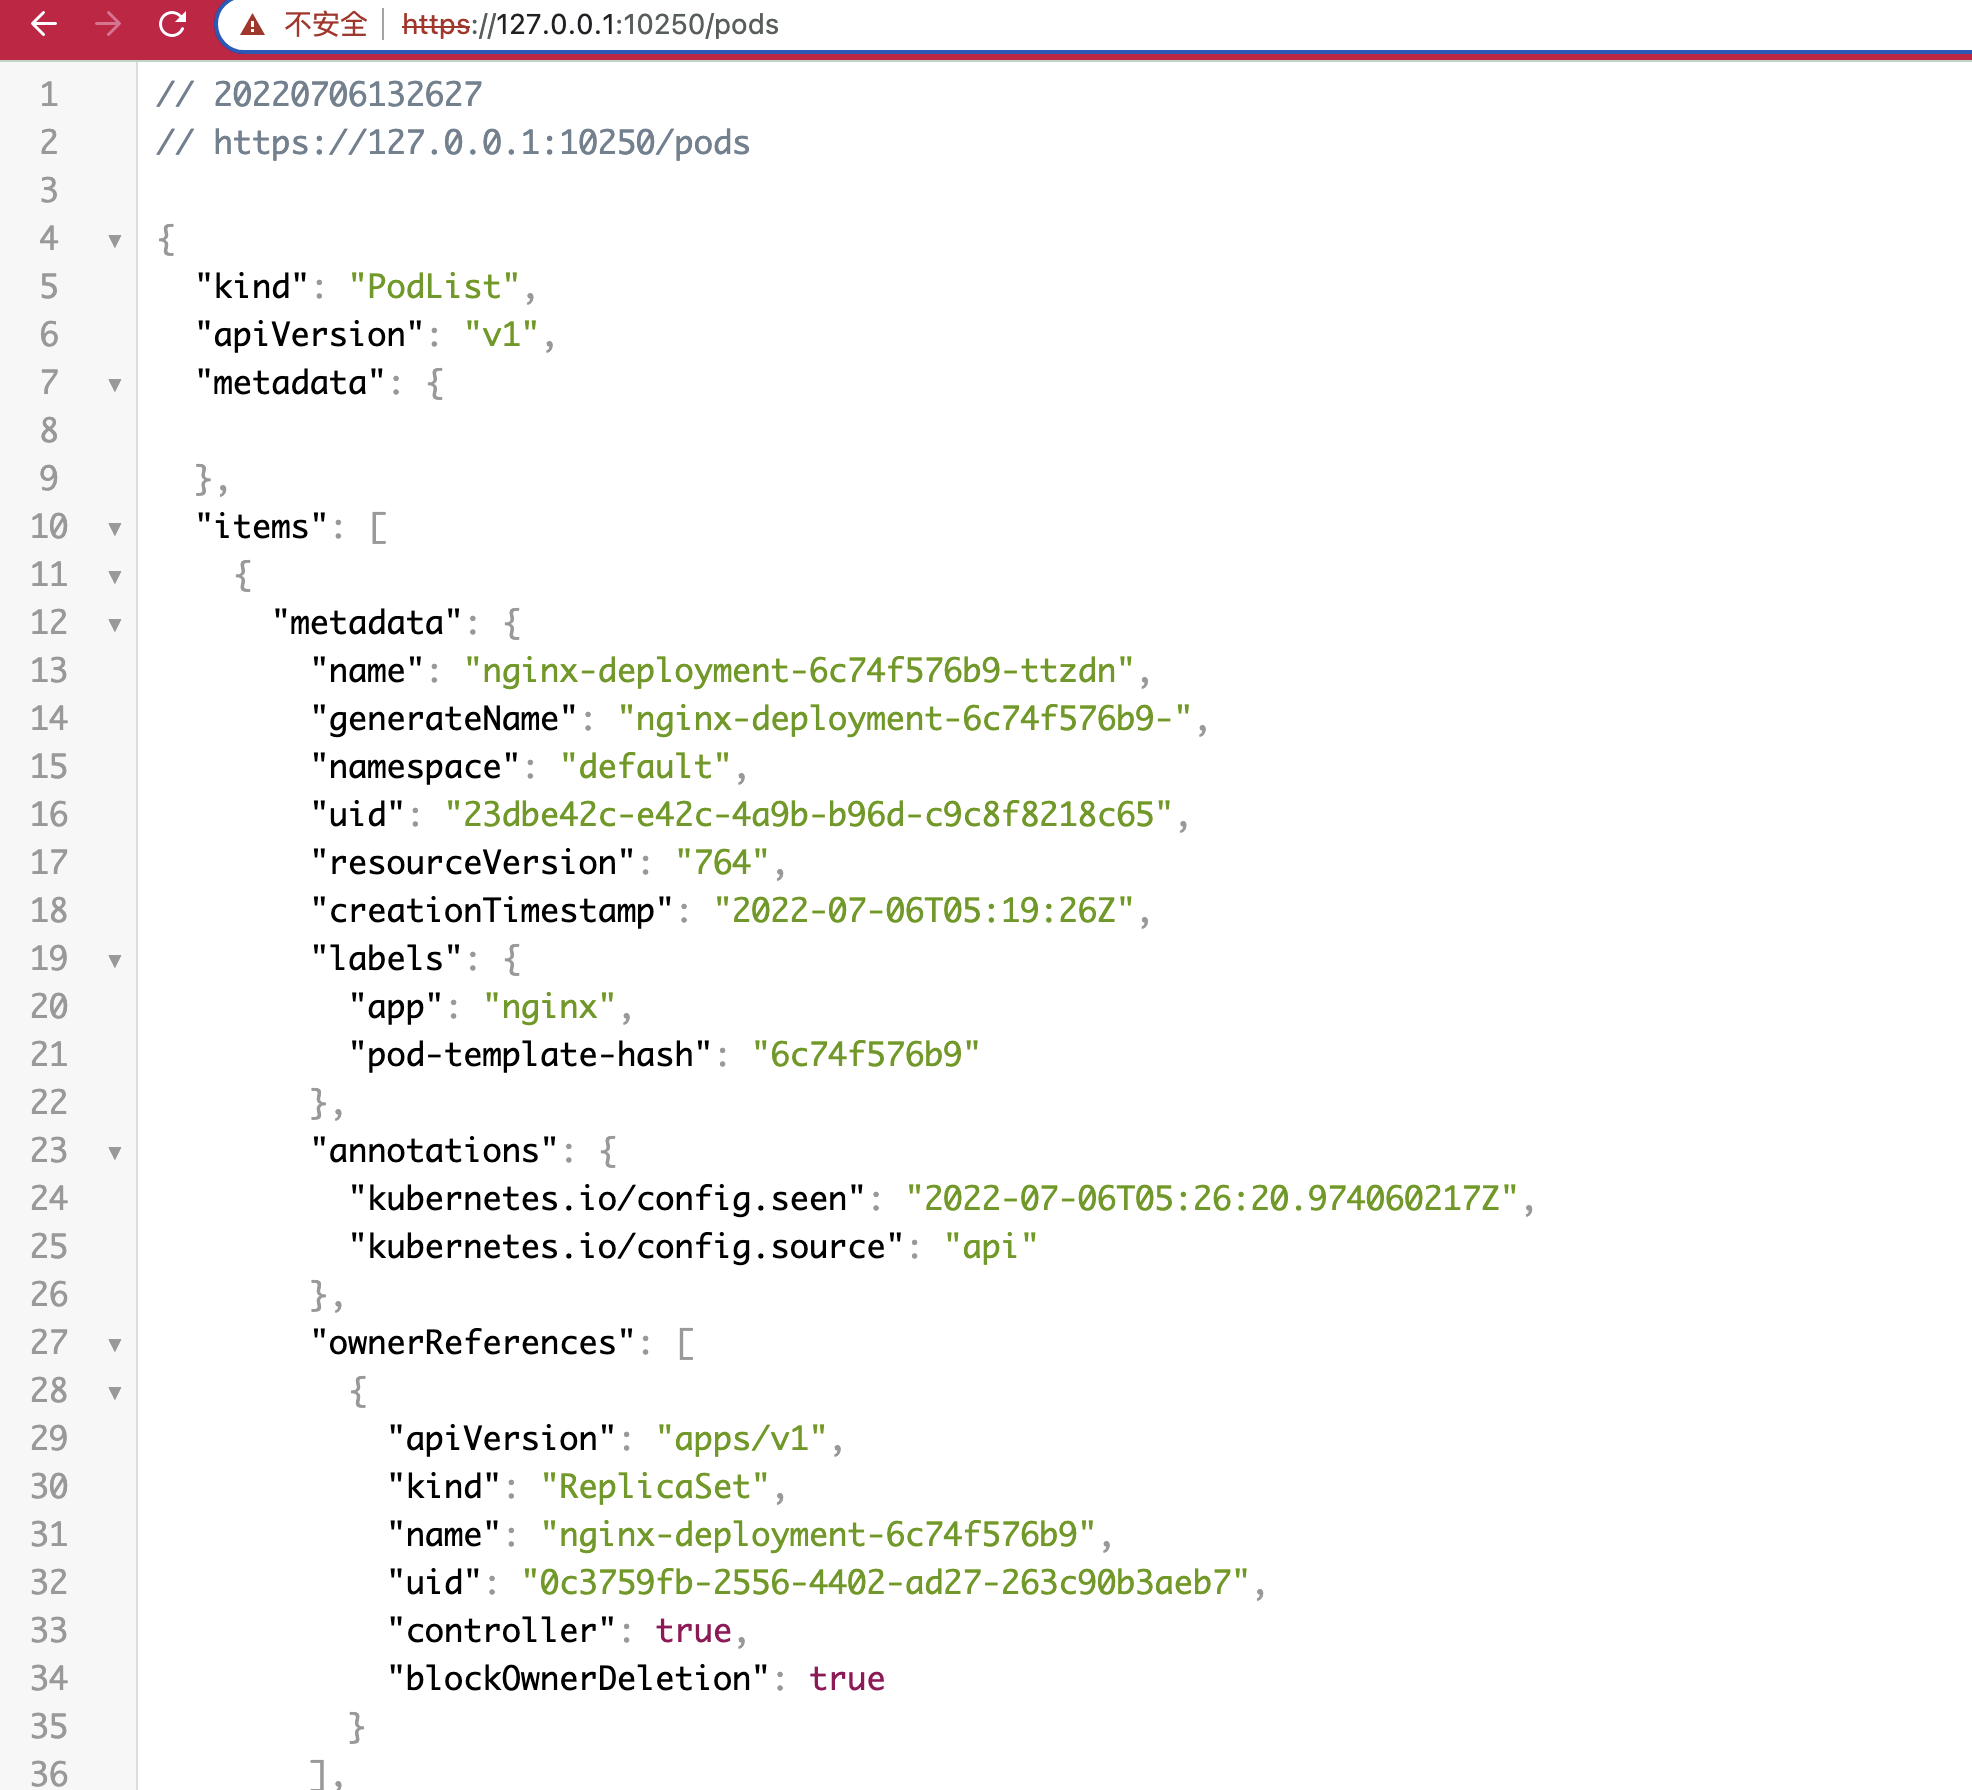 不安全 https://127.0.0.1:10250/pods
1 // 20220706132627
2 // https://127.0.0.1:10250/pods
3
4 {
5 "kind": "PodList",
6 "apiVersion": "v1",
7 "metadata": {
8
9 },
10 "items": [
11 {
12 "metadata": {
13 "name": "nginx-deployment-6c74f576b9-ttzdn",
14 "generateName": "nginx-deployment-6c74f576b9-",
15 "namespace": "default",
16 "uid": "23dbe42c-e42c-4a9b-b96d-c9c8f8218c65",
17 "resourceVersion": "764",
18 "creationTimestamp": "2022-07-06T05:19:26Z",
19 "labels": {
20 "app": "nginx",
21 "pod-template-hash": "6c74f576b9"
22 },
23 "annotations": {
24 "kubernetes.io/config.seen": "2022-07-06T05:26:20.974060217Z",
25 "kubernetes.io/config.source": "api"
26 },
27 "ownerReferences": [
28 {
29 "apiVersion": "apps/v1",
30 "kind": "ReplicaSet",
31 "name": "nginx-deployment-6c74f576b9",
32 "uid": "0c3759fb-2556-4402-ad27-263c90b3aeb7",
33 "controller": true,
34 "blockOwnerDeletion": true
35 }
36 ],